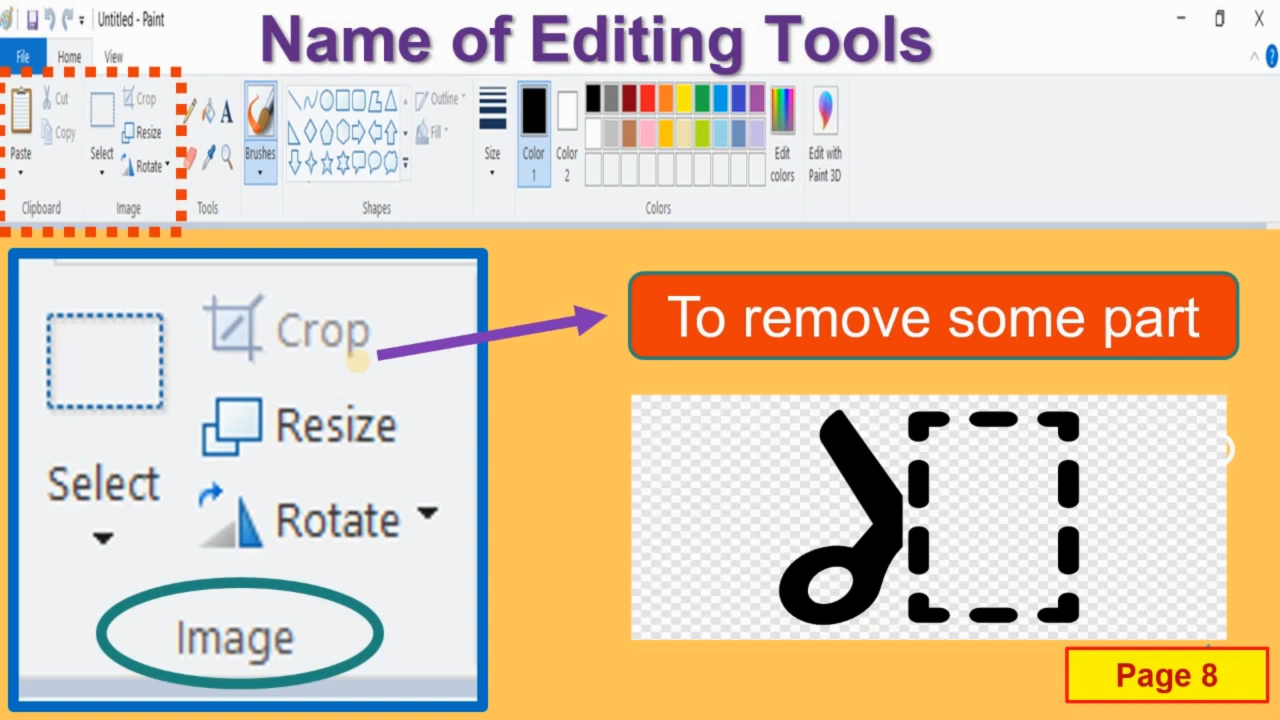 Untitled - Paint
Name of Editing Tools
File Home View
Cut
Copy
Paste
Clipboard
Select
Crop
Resize
Rotate
Image
A
Tools
Brushes
Outline
Fill
Shapes
Size
Color 1
Color 2
Edit colors
Colors
Edit with Paint 3D
Crop
Resize
Select
Rotate
Image
To remove some part
Page 8